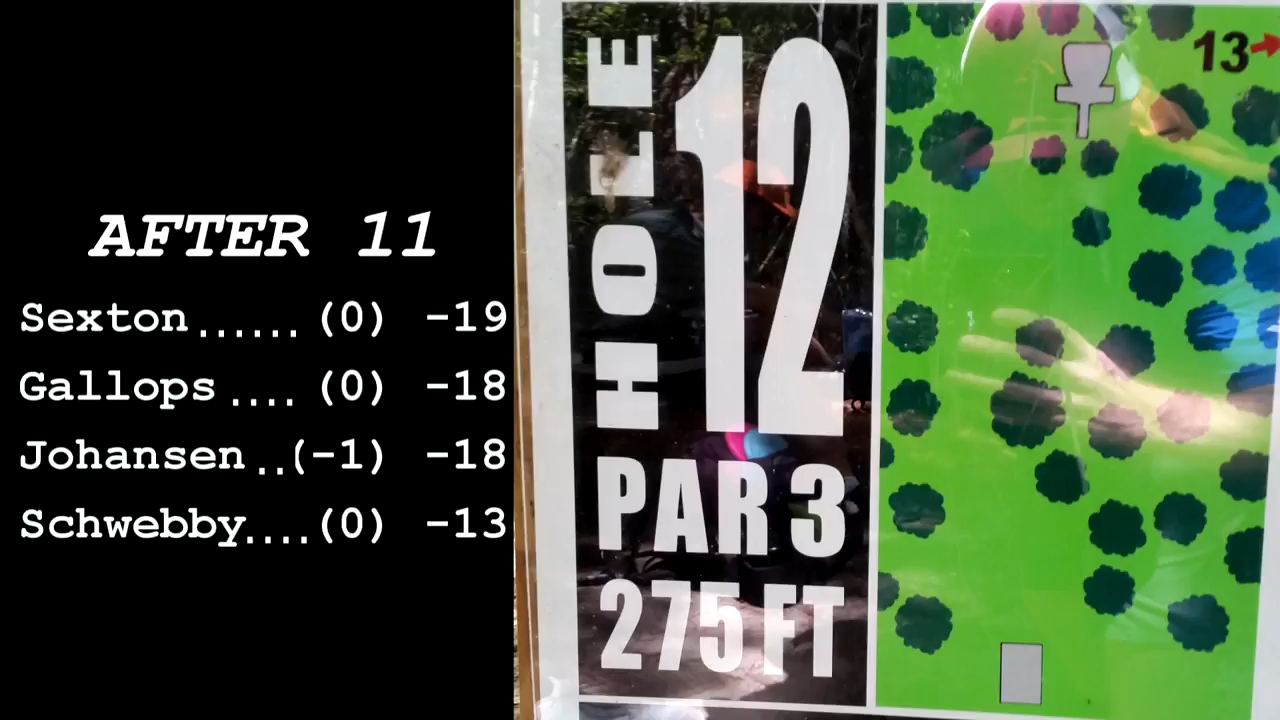 AFTER 11
Sexton......(0) -19
Gallops....(0) -18
Johansen..(-1) -18
Schwebby....(0) -13
HOLE 12
PAR 3
275 FT
13